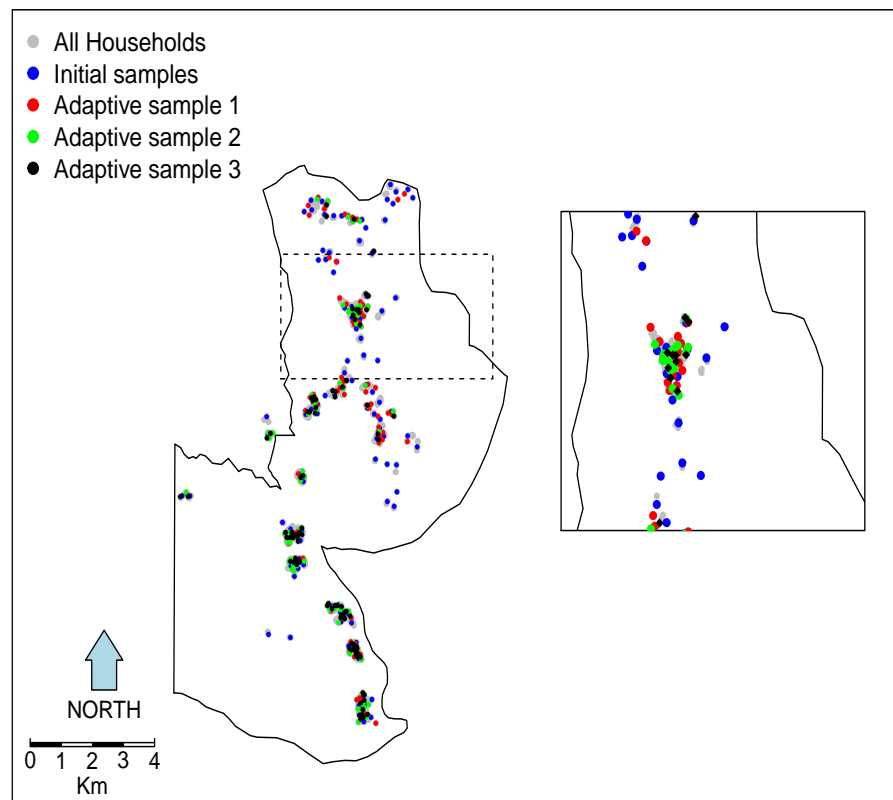 All Households
Initial samples
Adaptive sample 1
Adaptive sample 2
Adaptive sample 3
NORTH
0 1 2 3 4
Km